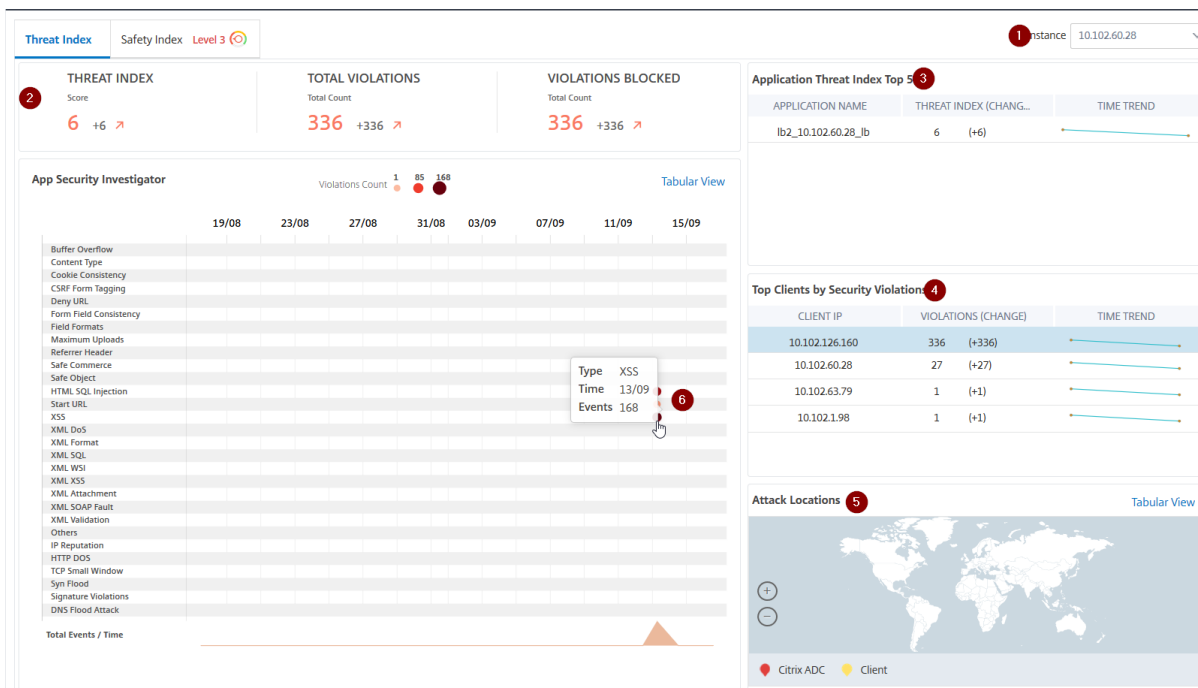 Threat Index
Safety Index Level 3
1 nstance 10.102.60.28
2
THREAT INDEX
Score
6 +6
TOTAL VIOLATIONS
Total Count
336 +336
VIOLATIONS BLOCKED
Total Count
336 +336
App Security Investigator
Violations Count 1 85 168
Tabular View
19/08 23/08 27/08 31/08 03/09 07/09 11/09 15/09
Buffer Overflow
Content Type
Cookie Consistency
CSRF Form Tagging
Deny URL
Form Field Consistency
Field Formats
Maximum Uploads
Referrer Header
Safe Commerce
Safe Object
HTML SQL Injection
Start URL
XSS
XML DoS
XML Format
XML SQL
XML WSI
XML XSS
XML Attachment
XML SOAP Fault
XML Validation
Others
IP Reputation
HTTP DOS
TCP Small Window
Syn Flood
Signature Violations
DNS Flood Attack
Total Events / Time
Type XSS
Time 13/09
Events 168
6
Application Threat Index Top 5 3
APPLICATION NAME THREAT INDEX (CHANG... TIME TREND
lb2_10.102.60.28_lb 6 (+6)
Top Clients by Security Violations 4
CLIENT IP VIOLATIONS (CHANGE) TIME TREND
10.102.126.160 336 (+336)
10.102.60.28 27 (+27)
10.102.63.79 1 (+1)
10.102.1.98 1 (+1)
Attack Locations 5
Tabular View
+
−
Citrix ADC Client